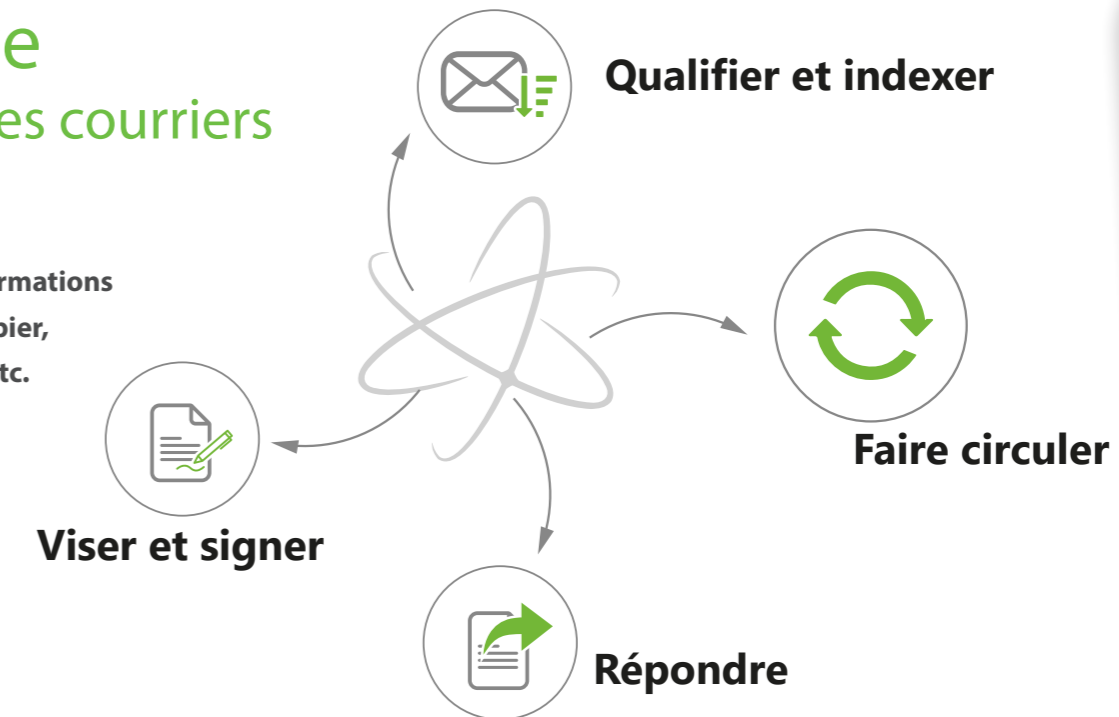 e
es courriers
Qualifier et indexer
rmations
pier,
tc.
Faire circuler
Viser et signer
Répondre